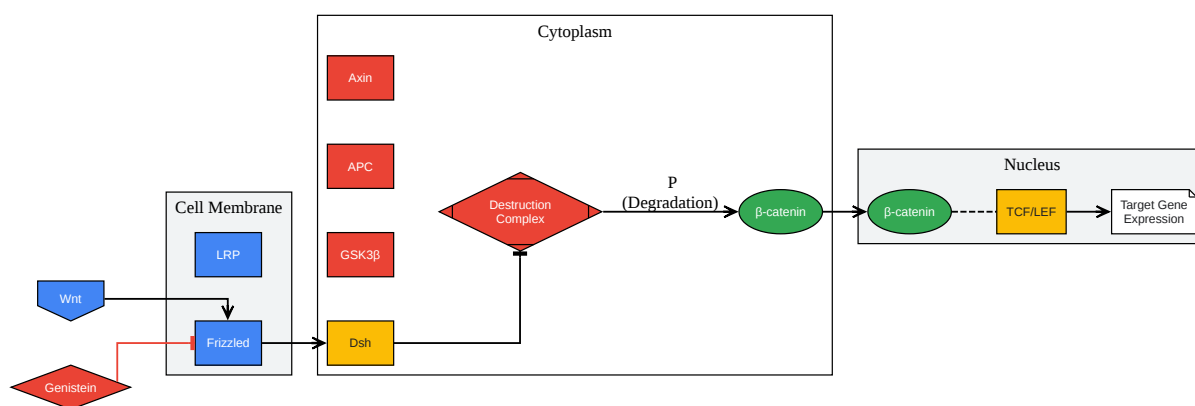 Cytoplasm
Axin
APC
GSK3β
Dsh
Cell Membrane
LRP
Frizzled
Wnt
Genistein
Destruction
Complex
P
(Degradation)
β-catenin
Nucleus
β-catenin
TCF/LEF
Target Gene
Expression